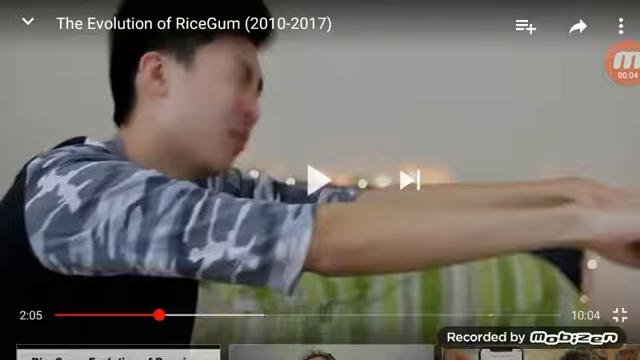 The Evolution of RiceGum (2010-2017)
00:04
2:05
10:04
Recorded by mobizen